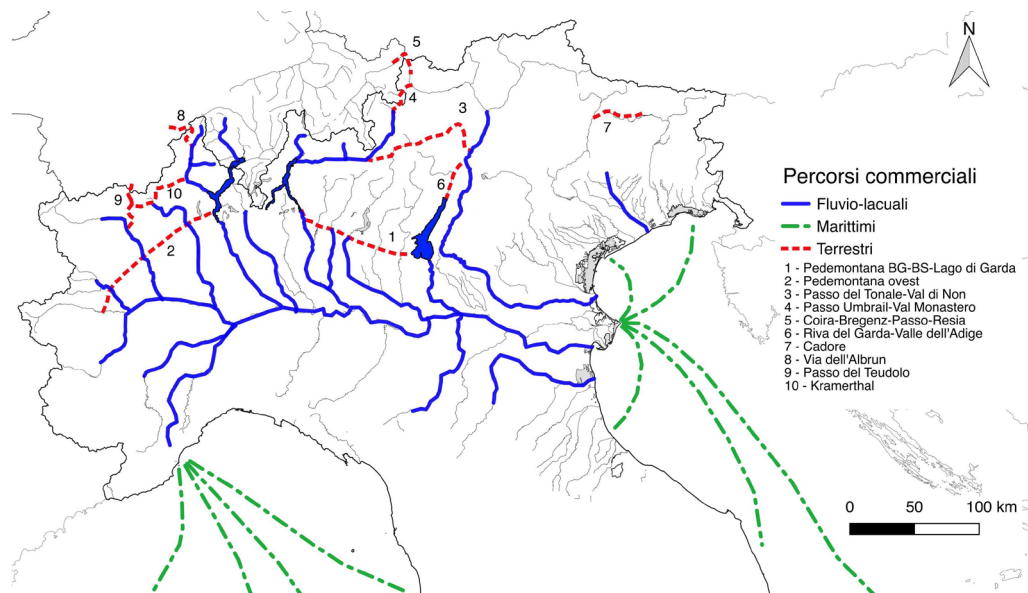 5
N
8
4
3
7
Percorsi commerciali
10
6
9
Fluvio-lacuali
Marittimi
2
1
Terrestri
1 - Pedemontana BG-BS-Lago di Garda
2 - Pedemontana ovest
3 - Passo del Tonale-Val di Non
4 - Passo Umbrail-Val Monastero
5 - Coira-Bregenz-Passo-Resia
6 - Riva del Garda-Valle dell'Adige
7 - Cadore
8 - Via dell'Albrun
9 - Passo del Teudolo
10 - Kramerthal
0 50 100 km